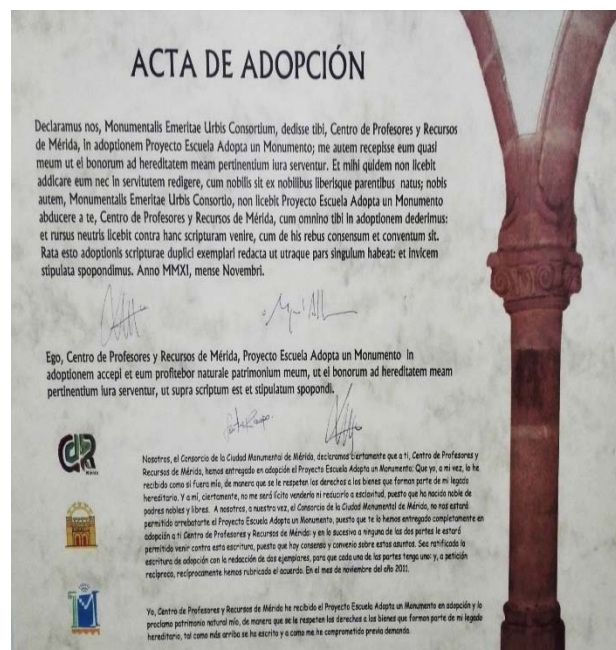 ACTA DE ADOPCIÓN
Declaramus nos, Monumentalis Emeritae Urbis Consortium, dedisse tibi, Centro de Profesores y Recursos
de Mérida, in adoptionem Proyecto Escuela Adopta un Monumento; me autem recepisse eum quasi
meum ut ei bonorum ad hereditatem meam pertinentium iura serventur. Et mihi quidem non licebit
addicare eum nec in servitutem redigere, cum nobilis sit ex nobilibus liberisque parentibus natus; nobis
autem, Monumentalis Emeritae Urbis Consortio, non licebit Proyecto Escuela Adopta un Monumento
abducere a te, Centro de Profesores y Recursos de Mérida, cum omnino tibi in adoptionem dederimus:
et rursus neutris licebit contra hanc scripturam venire, cum de his rebus consensum et conventum sit.
Rata esto adoptionis scripturae duplici exemplari redacta ut utraque pars singulum habeat: et invicem
stipulata spopondimus. Anno MMXI, mense Novembri.
Ego, Centro de Profesores y Recursos de Mérida, Proyecto Escuela Adopta un Monumento in
adoptionem accepi et eum profitebor naturale patrimonium meum, ut ei bonorum ad hereditatem meam
pertinentium iura serventur, ut supra scriptum est et stipulatum spopondi.
Nosotros, el Consorcio de la Ciudad Monumental de Mérida, declaramos ciertamente que a ti, Centro de Profesores y
Recursos de Mérida, hemos entregado en adopción el Proyecto Escuela Adopta un Monumento: Que yo, a mi vez, lo he
recibido como si fuera mío, de manera que se le respeten los derechos a los bienes que forman parte de mi legado
hereditario. Y a mí, ciertamente, no me será lícito venderlo ni reducirlo a esclavitud, puesto que ha nacido noble de
padres nobles y libres. A nosotros, a nuestra vez, el Consorcio de la Ciudad Monumental de Mérida, no nos estará
permitido arrebatarte el Proyecto Escuela Adopta un Monumento, puesto que te lo hemos entregado completamente en
adopción a ti Centro de Profesores y Recursos de Mérida; y en lo sucesivo a ninguna de las dos partes le estará
permitido venir contra esta escritura, puesto que hay consenso y convenio sobre estos asuntos. Sea ratificada la
escritura de adopción con la redacción de dos ejemplares, para que cada una de las partes tenga uno; y, a petición
recíproca, recíprocamente hemos rubricado el acuerdo. En el mes de noviembre del año 2011.
Yo, Centro de Profesores y Recursos de Mérida he recibido el Proyecto Escuela Adopta un Monumento en adopción y lo
proclamo patrimonio natural mío, de manera que se le respeten los derechos a los bienes que forman parte de mi legado
hereditario, tal como más arriba se ha escrito y a como me he comprometido previa demanda.